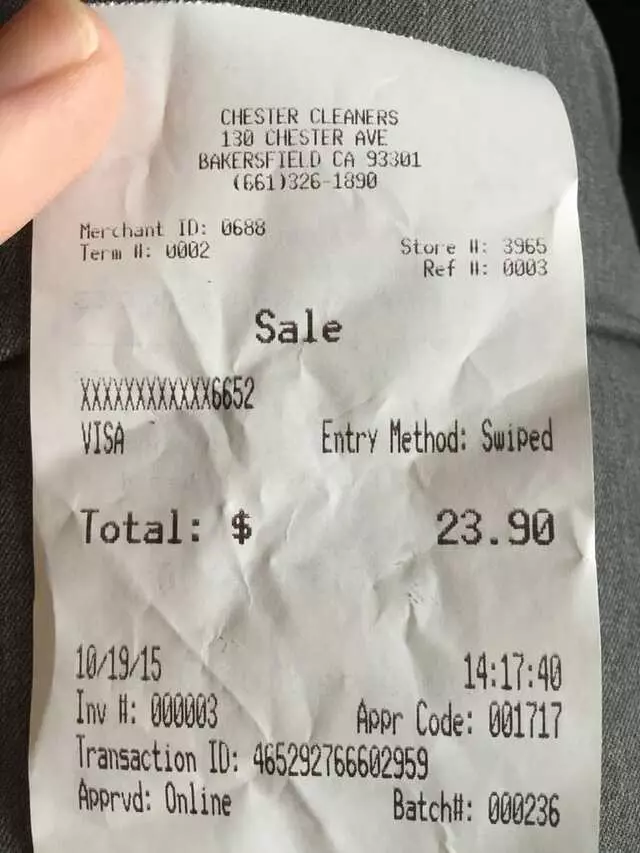 CHESTER CLEANERS
130 CHESTER AVE
BAKERSFIELD CA 93301
(661)326-1890
Merchant ID: 0688
Term #: 0002
Store #: 3965
Ref #: 0003
Sale
XXXXXXXXXXXX6652
VISA
Entry Method: Swiped
Total: $ 23.90
10/19/15 14:17:40
Inv #: 000003
Appr Code: 001717
Transaction ID: 465292766602959
Apprvd: Online
Batch#: 000236